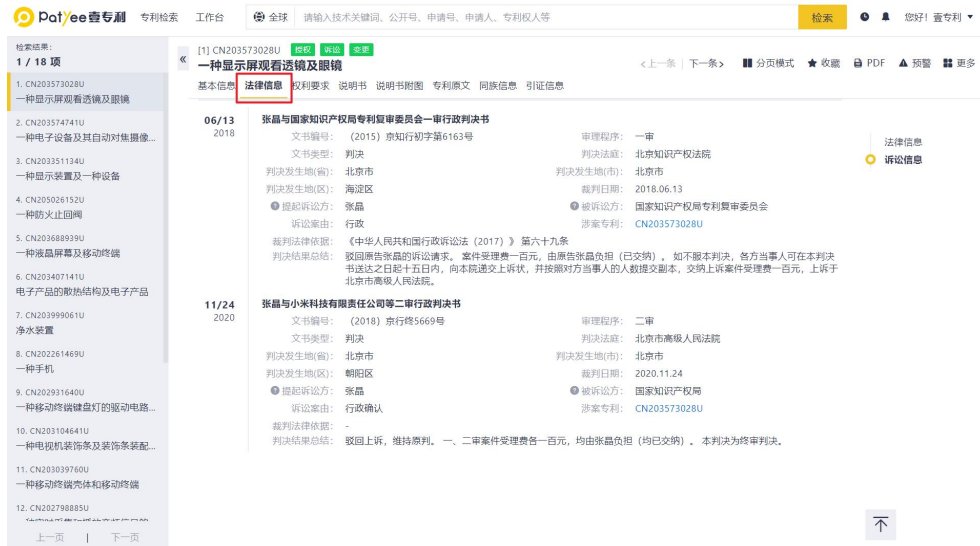 Patyee壹专利 专利检索 工作台 全球 请输入技术关键词、公开号、申请号、申请人、专利权人等 检索 您好！壹专利
检索结果：
1 / 18 项
1. CN203573028U
一种显示屏观看透镜及眼镜
2. CN203574741U
一种电子设备及其自动对焦摄像...
3. CN203351134U
一种显示装置及一种设备
4. CN205026152U
一种防火止回阀
5. CN203688939U
一种液晶屏幕及移动终端
6. CN203407141U
电子产品的散热结构及电子产品
7. CN203999061U
净水装置
8. CN202261469U
一种手机
9. CN202931640U
一种移动终端键盘灯的驱动电路...
10. CN203104641U
一种电视机装饰条及装饰条装配...
11. CN203039760U
一种移动终端壳体和移动终端
12. CN202798885U
上一页 | 下一页
«
[1] CN203573028U 授权 诉讼 变更
一种显示屏观看透镜及眼镜
<上一条 下一条> 分页模式 收藏 PDF 预警 更多
基本信息 法律信息 权利要求 说明书 说明书附图 专利原文 同族信息 引证信息
06/13
2018
张晶与国家知识产权局专利复审委员会一审行政判决书
文书编号： （2015）京知行初字第6163号 审理程序： 一审
文书类型： 判决 判决法庭： 北京知识产权法院
判决发生地(省)： 北京市 判决发生地(市)： 北京市
判决发生地(区)： 海淀区 裁判日期： 2018.06.13
提起诉讼方： 张晶 被诉讼方： 国家知识产权局专利复审委员会
诉讼案由： 行政 涉案专利： CN203573028U
裁判法律依据： 《中华人民共和国行政诉讼法（2017）》 第六十九条
判决结果总结： 驳回原告张晶的诉讼请求。 案件受理费一百元，由原告张晶负担（已交纳）。 如不服本判决，各方当事人可在本判决
书送达之日起十五日内，向本院递交上诉状，并按照对方当事人的人数提交副本，交纳上诉案件受理费一百元，上诉于
北京市高级人民法院。
11/24
2020
张晶与小米科技有限责任公司等二审行政判决书
文书编号： （2018）京行终5669号 审理程序： 二审
文书类型： 判决 判决法庭： 北京市高级人民法院
判决发生地(省)： 北京市 判决发生地(市)： 北京市
判决发生地(区)： 朝阳区 裁判日期： 2020.11.24
提起诉讼方： 张晶 被诉讼方： 国家知识产权局
诉讼案由： 行政确认 涉案专利： CN203573028U
裁判法律依据： -
判决结果总结： 驳回上诉，维持原判。 一、二审案件受理费各一百元，均由张晶负担（均已交纳）。 本判决为终审判决。
法律信息
诉讼信息